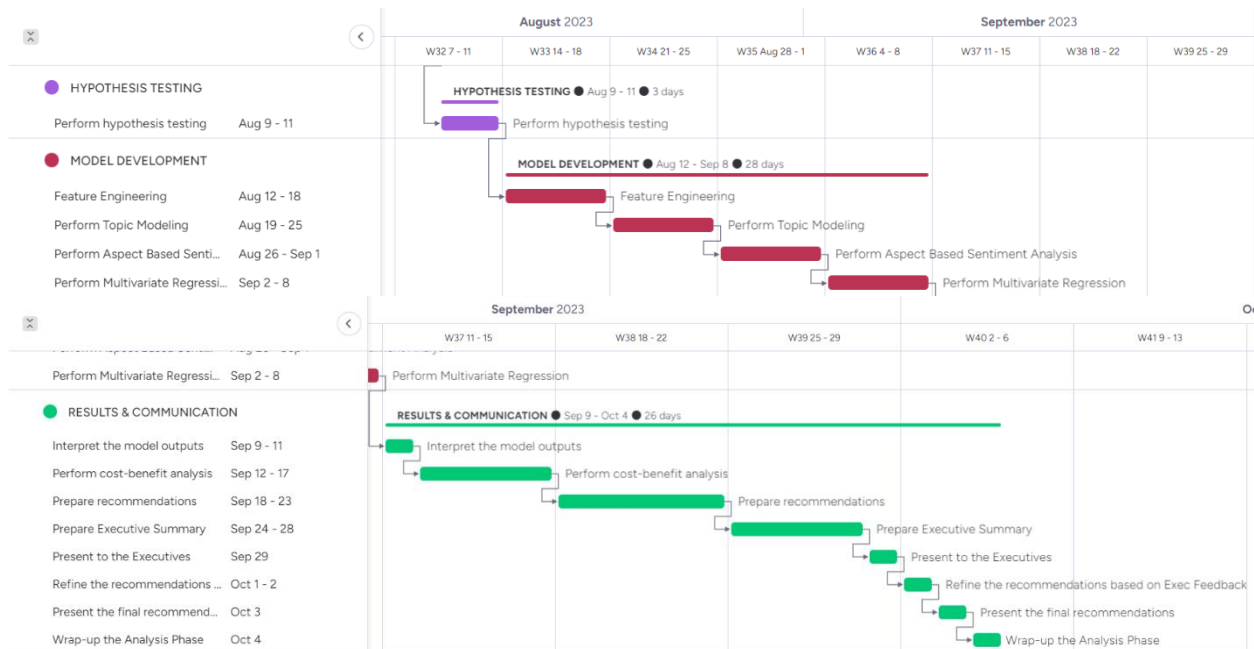 August 2023 September 2023
W32 7 - 11 W33 14 - 18 W34 21 - 25 W35 Aug 28 - 1 W36 4 - 8 W37 11 - 15 W38 18 - 22 W39 25 - 29
HYPOTHESIS TESTING HYPOTHESIS TESTING ● Aug 9 - 11 ● 3 days
Perform hypothesis testing Aug 9 - 11 Perform hypothesis testing
MODEL DEVELOPMENT MODEL DEVELOPMENT ● Aug 12 - Sep 8 ● 28 days
Feature Engineering Aug 12 - 18 Feature Engineering
Perform Topic Modeling Aug 19 - 25 Perform Topic Modeling
Perform Aspect Based Senti... Aug 26 - Sep 1 Perform Aspect Based Sentiment Analysis
Perform Multivariate Regressi... Sep 2 - 8 Perform Multivariate Regression
September 2023
W37 11 - 15 W38 18 - 22 W39 25 - 29 W40 2 - 6 W41 9 - 13
Perform Multivariate Regressi... Sep 2 - 8 Perform Multivariate Regression
RESULTS & COMMUNICATION RESULTS & COMMUNICATION ● Sep 9 - Oct 4 ● 26 days
Interpret the model outputs Sep 9 - 11 Interpret the model outputs
Perform cost-benefit analysis Sep 12 - 17 Perform cost-benefit analysis
Prepare recommendations Sep 18 - 23 Prepare recommendations
Prepare Executive Summary Sep 24 - 28 Prepare Executive Summary
Present to the Executives Sep 29 Present to the Executives
Refine the recommendations ... Oct 1 - 2 Refine the recommendations based on Exec Feedback
Present the final recommend... Oct 3 Present the final recommendations
Wrap-up the Analysis Phase Oct 4 Wrap-up the Analysis Phase